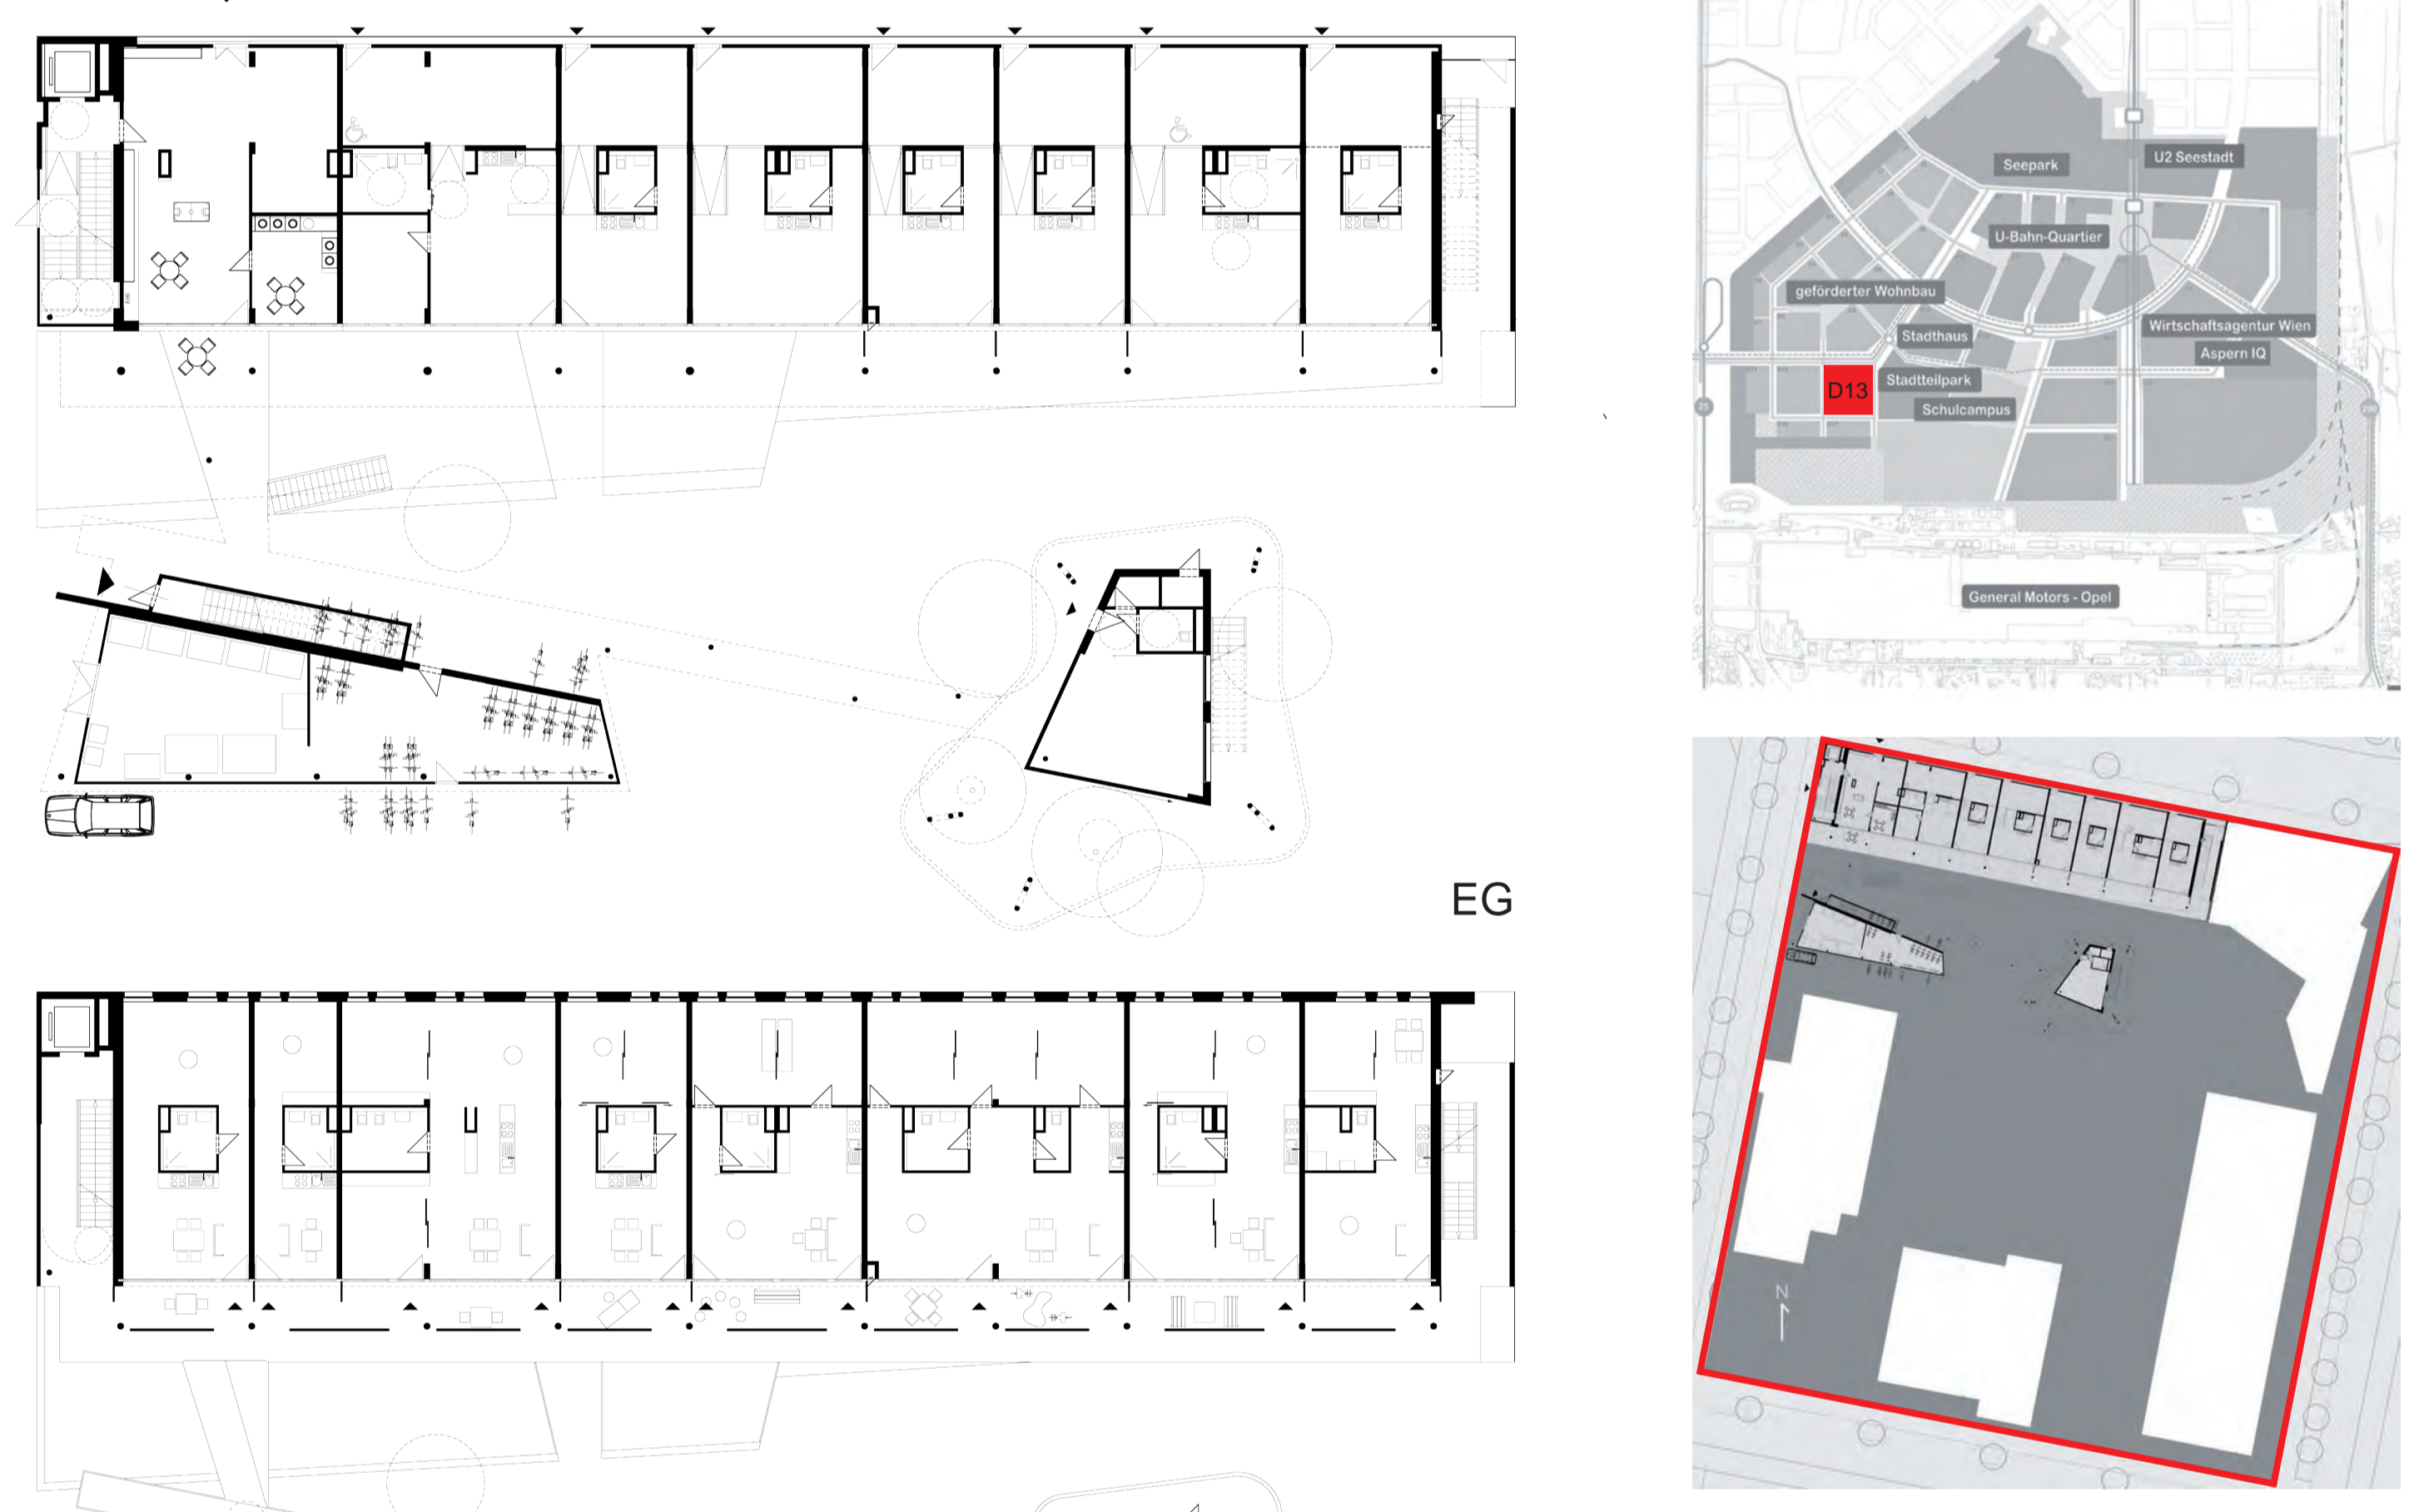 EG
Seepark
U2 Seestadt
U-Bahn-Quartier
geförderter Wohnbau
Stadthaus
Wirtschaftsagentur Wien
Aspern IQ
D13
Stadtteilpark
Schulcampus
25
General Motors - Opel
N